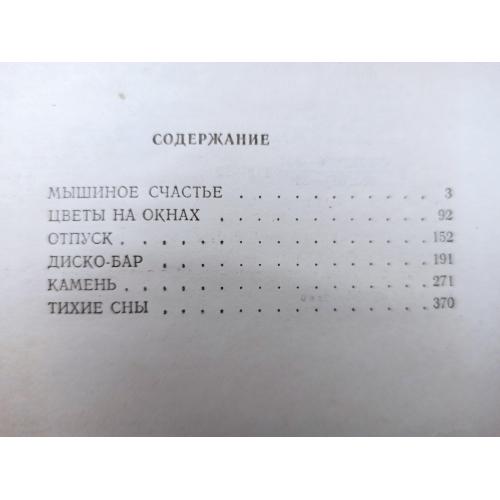 СОДЕРЖАНИЕ
МЫШИНОЕ СЧАСТЬЕ . . . . . . . . . . . 3
ЦВЕТЫ НА ОКНАХ . . . . . . . . . . . 92
ОТПУСК . . . . . . . . . . . . . . . 152
ДИСКО-БАР . . . . . . . . . . . . . . 191
КАМЕНЬ . . . . . . . . . . . . . . . 271
ТИХИЕ СНЫ . . . . . . . . . . . . . 370